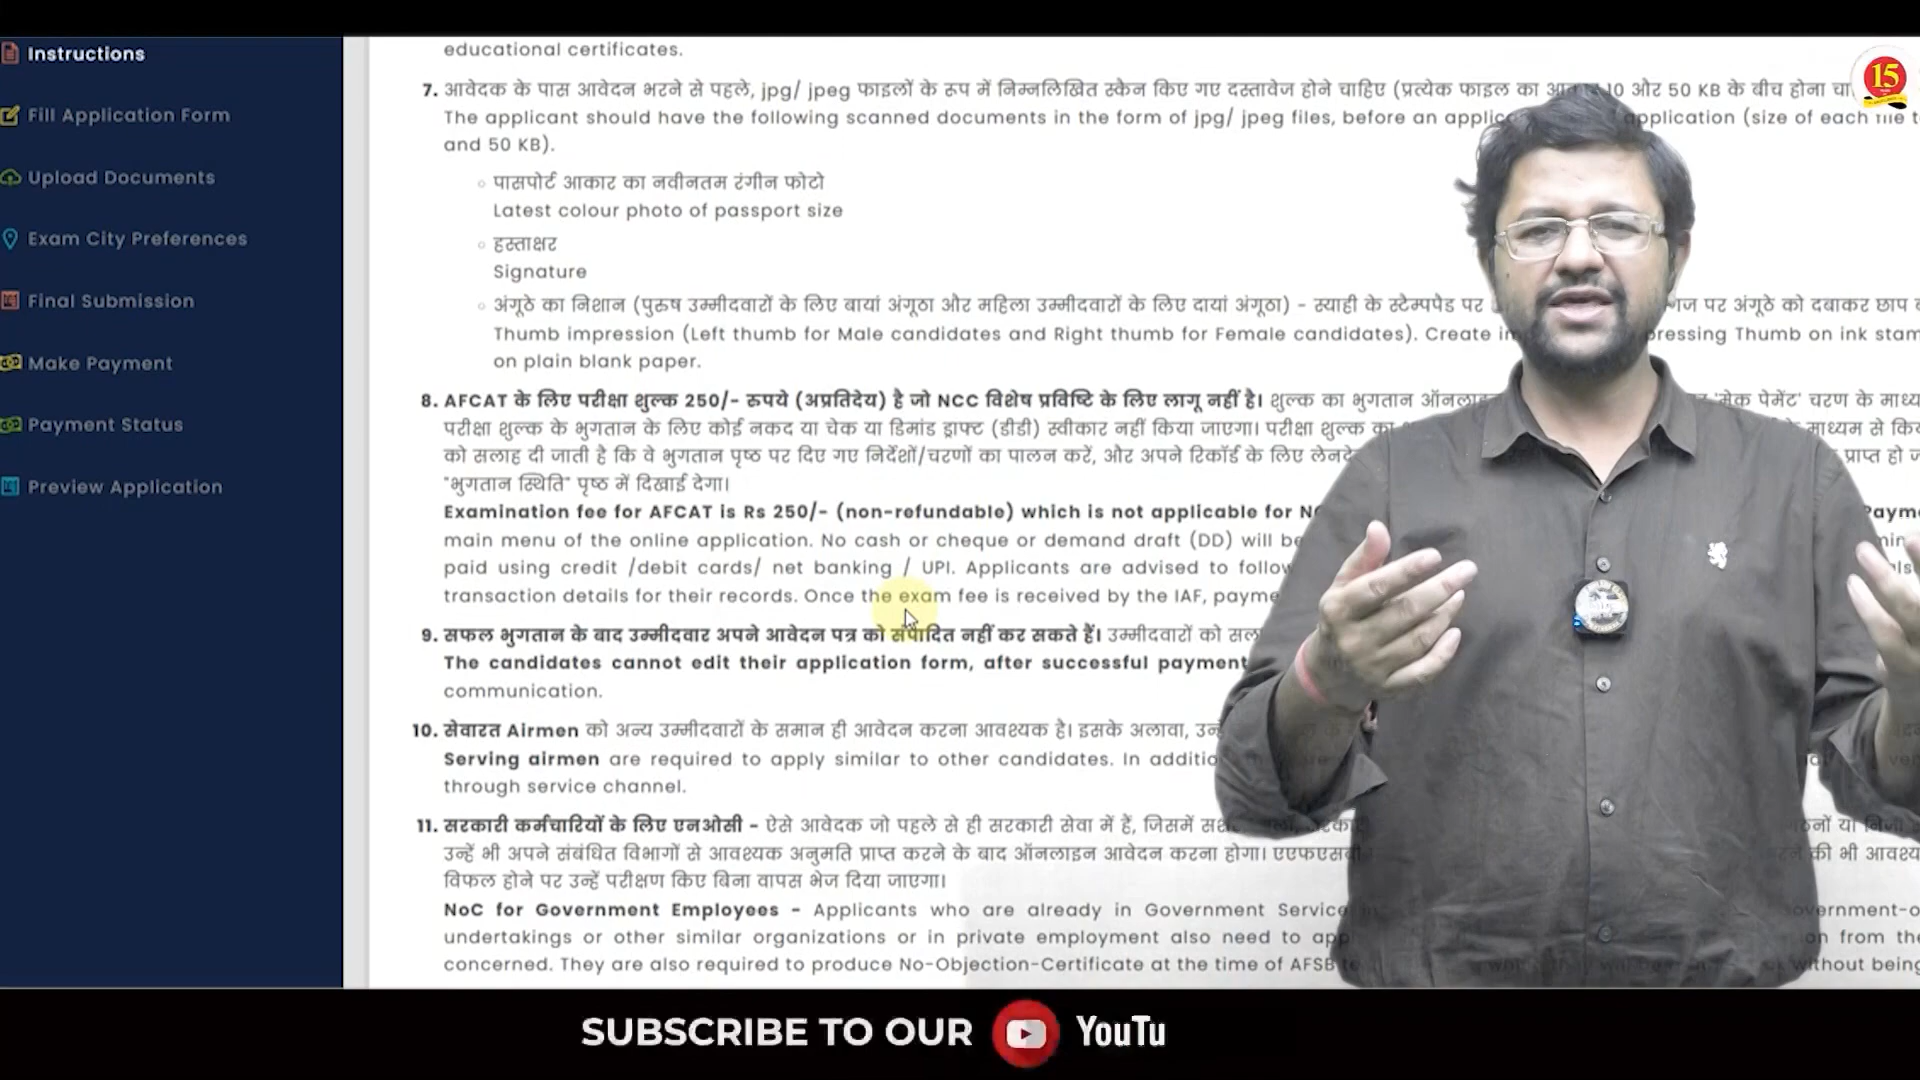 Instructions
Fill Application Form
Upload Documents
Exam City Preferences
Final Submission
Make Payment
Payment Status
Preview Application
educational certificates.
7. आवेदक के पास आवेदन भरने से पहले, jpg/ jpeg फाइलों के रूप में निम्नलिखित स्कैन किए गए दस्तावेज होने चाहिए (प्रत्येक फाइल का 10 और 50 KB के बीच होना
The applicant should have the following scanned documents in the form of jpg/ jpeg files, before an application (size of each file
and 50 KB).
पासपोर्ट आकार का नवीनतम रंगीन फोटो
Latest colour photo of passport size
हस्ताक्षर
Signature
अंगूठे का निशान (पुरुष उम्मीदवारों के लिए बायां अंगूठा और महिला उम्मीदवारों के लिए दायां अंगूठा) - स्याही के स्टैम्पपैड पर पर अंगूठे को दबाकर छाप
Thumb impression (Left thumb for Male candidates and Right thumb for Female candidates). Create Thumb on ink
on plain blank paper.
8. AFCAT के लिए परीक्षा शुल्क 250/- रुपये (अप्रतिदेय) है जो NCC विशेष प्रविष्टि के लिए लागू नहीं है। शुल्क का भुगतान 'मेक पेमेंट' चरण के
परीक्षा शुल्क के भुगतान के लिए कोई नकद या चेक या डिमांड ड्राफ्ट (डीडी) स्वीकार नहीं किया जाएगा। परीक्षा शुल्क का माध्यम से
को सलाह दी जाती है कि वे भुगतान पृष्ठ पर दिए गए निर्देशों/चरणों का पालन करें, और अपने रिकॉर्ड के लिए प्राप्त हो
"भुगतान स्थिति" पृष्ठ में दिखाई देगा।
Examination fee for AFCAT is Rs 250/- (non-refundable) which is not applicable for
main menu of the online application. No cash or cheque or demand draft (DD) will be
paid using credit /debit cards/ net banking / UPI. Applicants are advised to follow
transaction details for their records. Once the exam fee is received by the IAF,
9. सफल भुगतान के बाद उम्मीदवार अपने आवेदन पत्र को संपादित नहीं कर सकते हैं। उम्मीदवारों को
The candidates cannot edit their application form, after successful payment
communication.
10. सेवारत Airmen को अन्य उम्मीदवारों के समान ही आवेदन करना आवश्यक है। इसके अलावा,
Serving airmen are required to apply similar to other candidates. In
through service channel.
11. सरकारी कर्मचारियों के लिए एनओसी - ऐसे आवेदक जो पहले से ही सरकारी सेवा में हैं, जिसमें
उन्हें भी अपने संबंधित विभागों से आवश्यक अनुमति प्राप्त करने के बाद ऑनलाइन आवेदन करना होगा। की भी
विफल होने पर उन्हें परीक्षण किए बिना वापस भेज दिया जाएगा।
NoC for Government Employees - Applicants who are already in Government Service
undertakings or other similar organizations or in private employment also need to from
concerned. They are also required to produce No-Objection-Certificate at the time of AFSB without being
15
SUBSCRIBE TO OUR YouTu